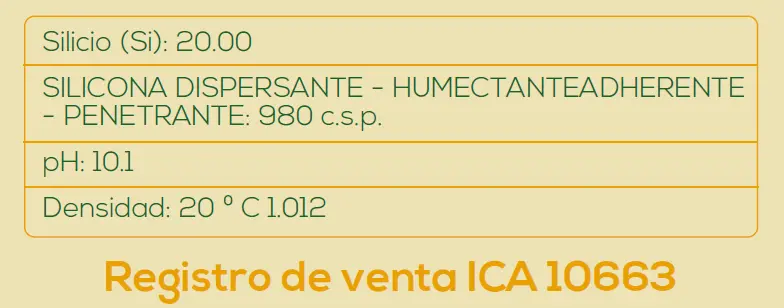 Silicio (Si): 20.00
SILICONA DISPERSANTE - HUMECTANTEADHERENTE
- PENETRANTE: 980 c.s.p.
pH: 10.1
Densidad: 20 º C 1.012
Registro de venta ICA 10663